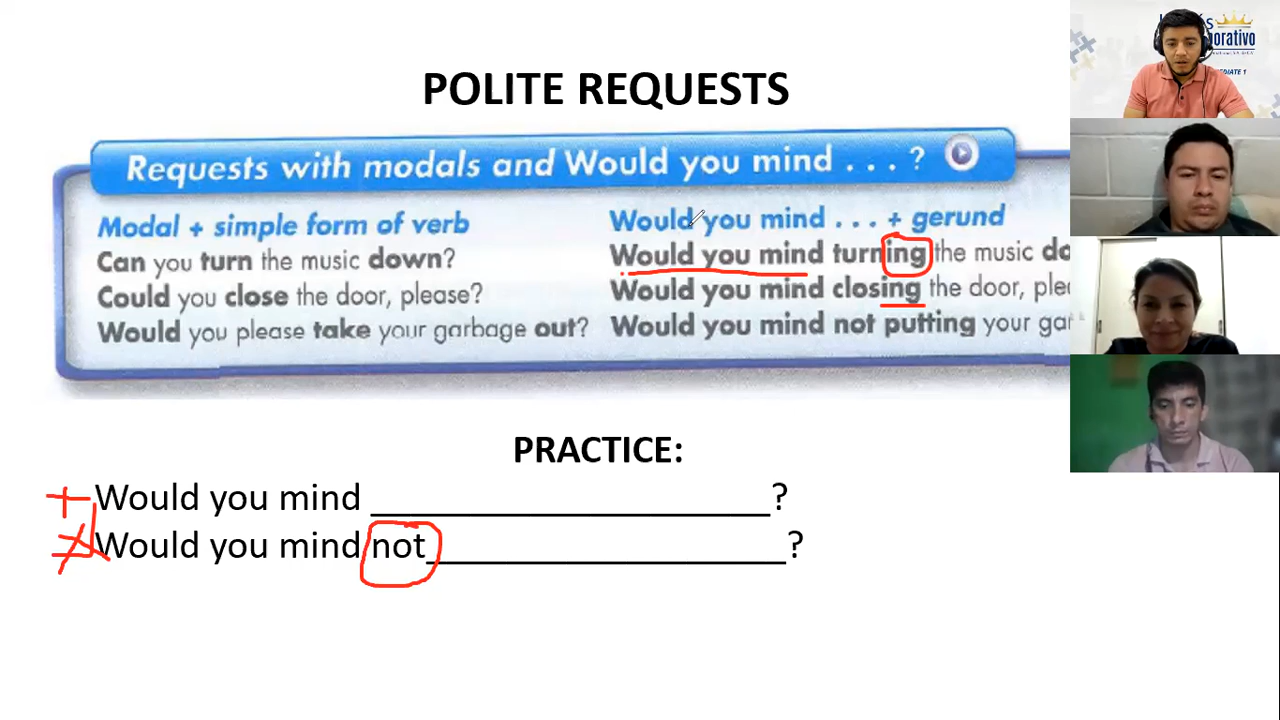 POLITE REQUESTS
Requests with modals and Would you mind . . . ?
Modal + simple form of verb
Can you turn the music down?
Could you close the door, please?
Would you please take your garbage out?
Would you mind . . . + gerund
Would you mind turning the music
Would you mind closing the door,
Would you mind not putting your
PRACTICE:
+ Would you mind ____________________?
Would you mind not__________________?